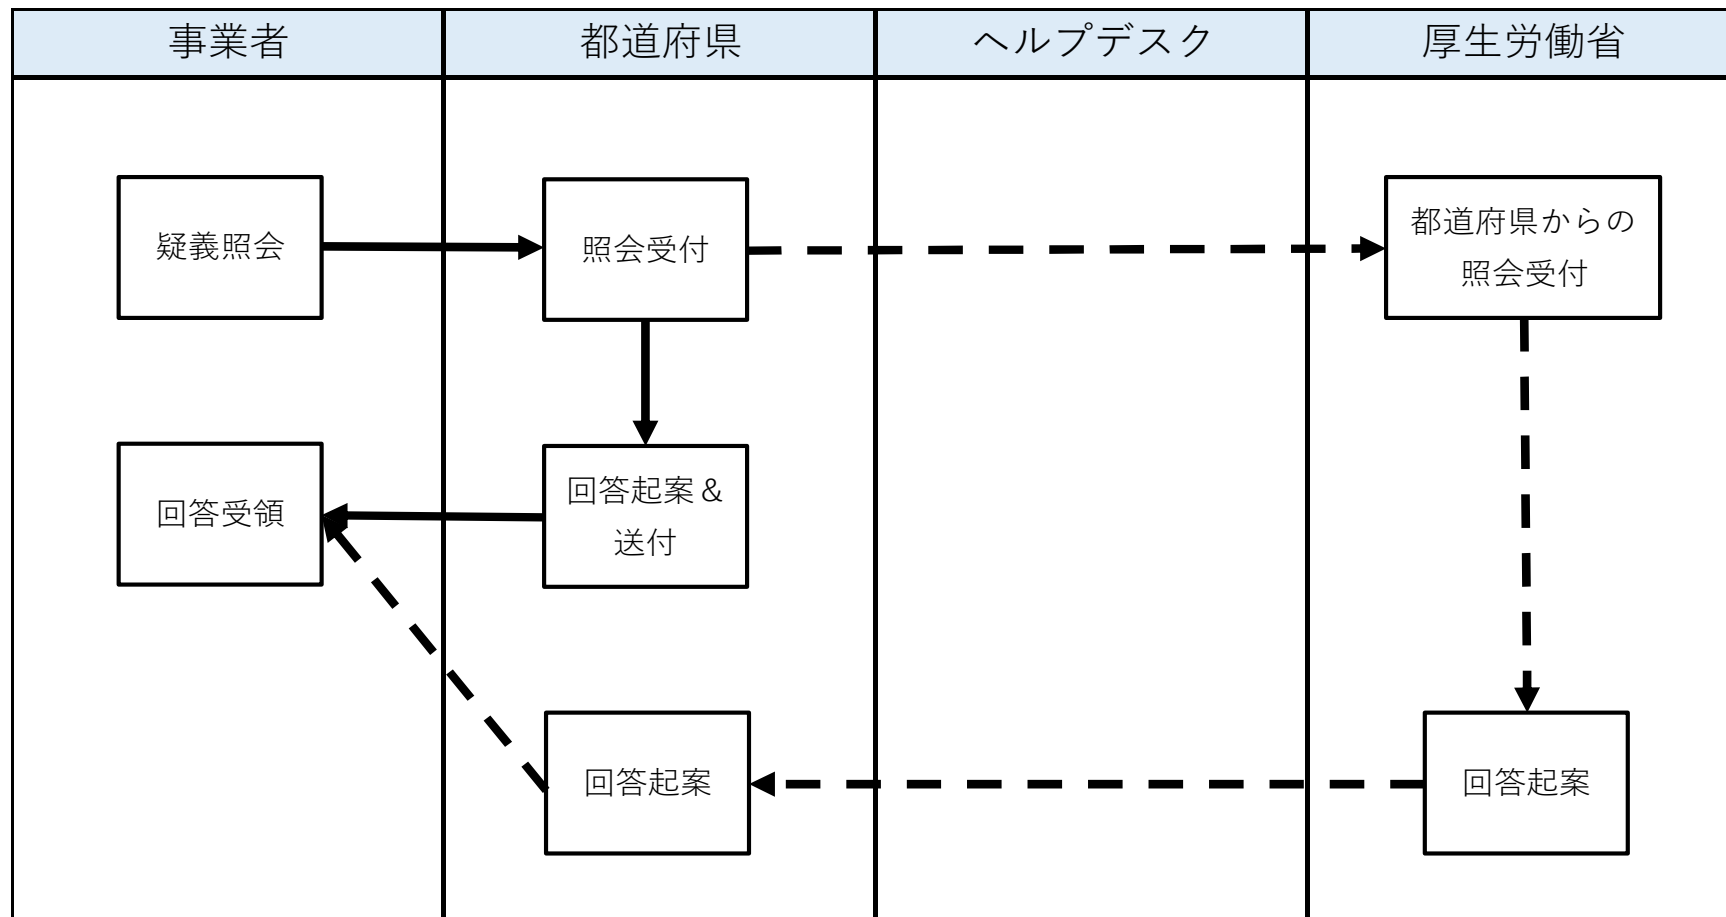 事業者
都道府県
ヘルプデスク
厚生労働省
疑義照会
照会受付
都道府県からの
照会受付
回答受領
回答起案＆
送付
回答起案
回答起案